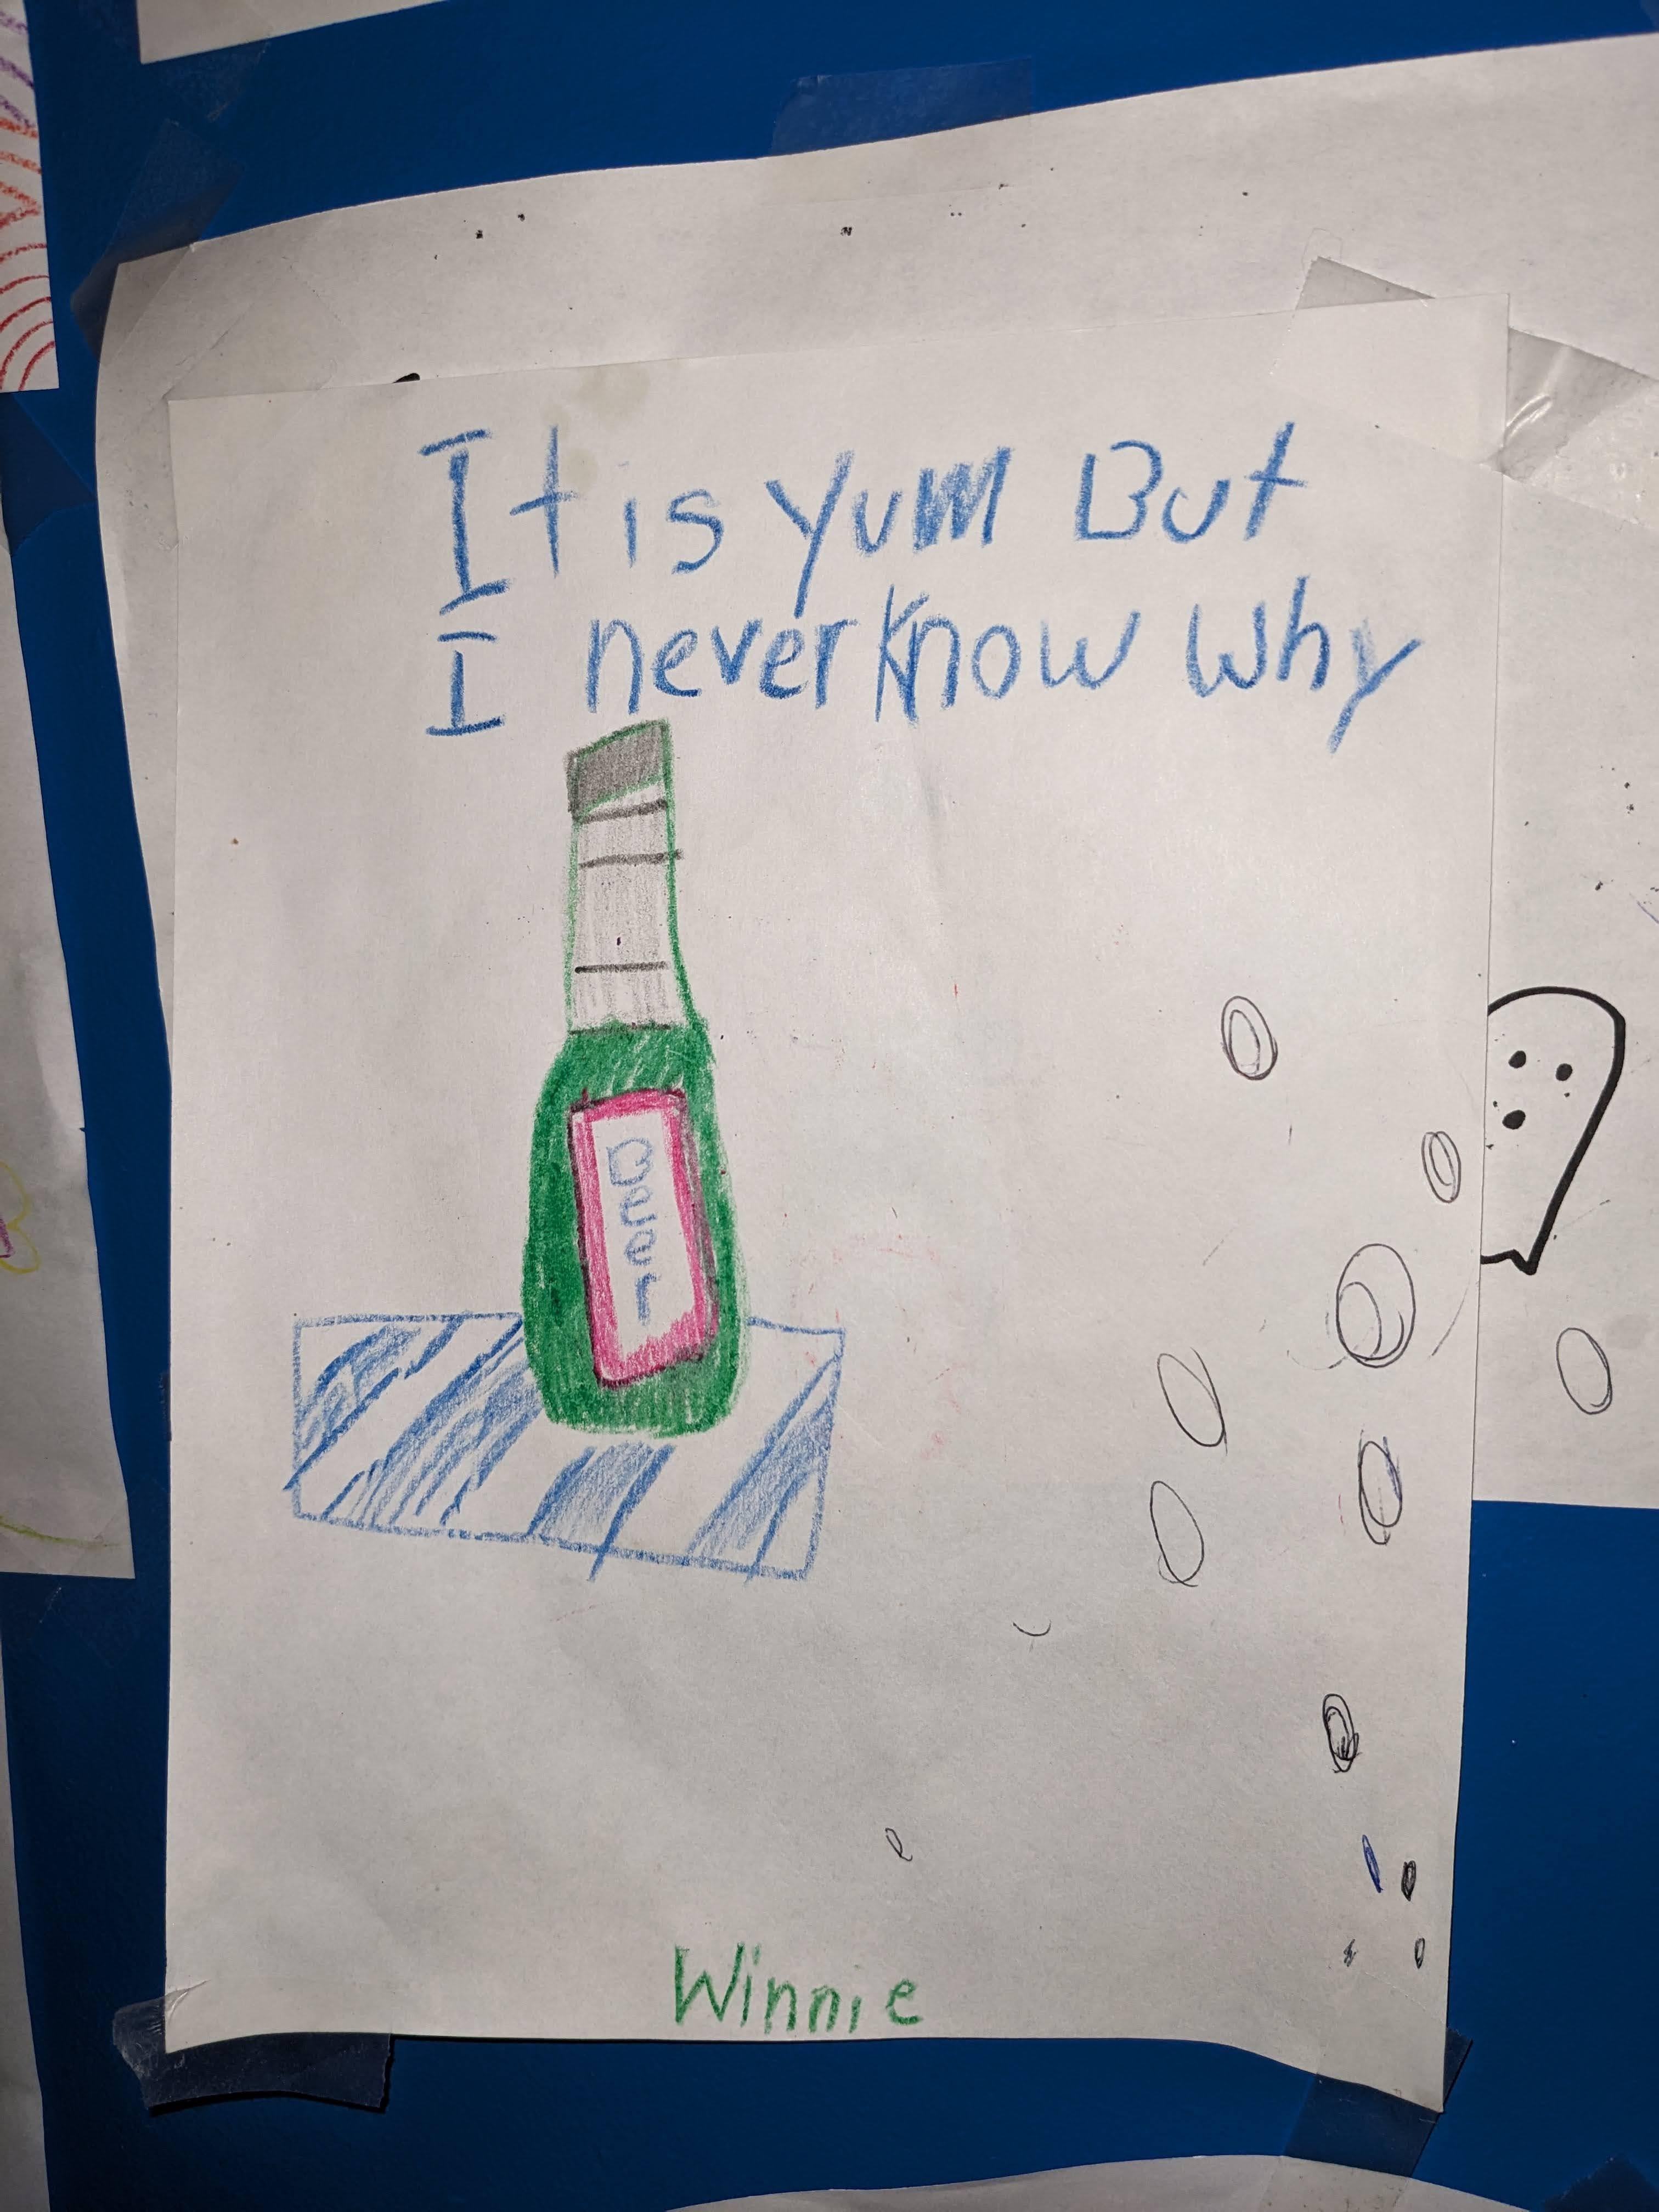 It is yum But
I never know why
Beer
Winnie